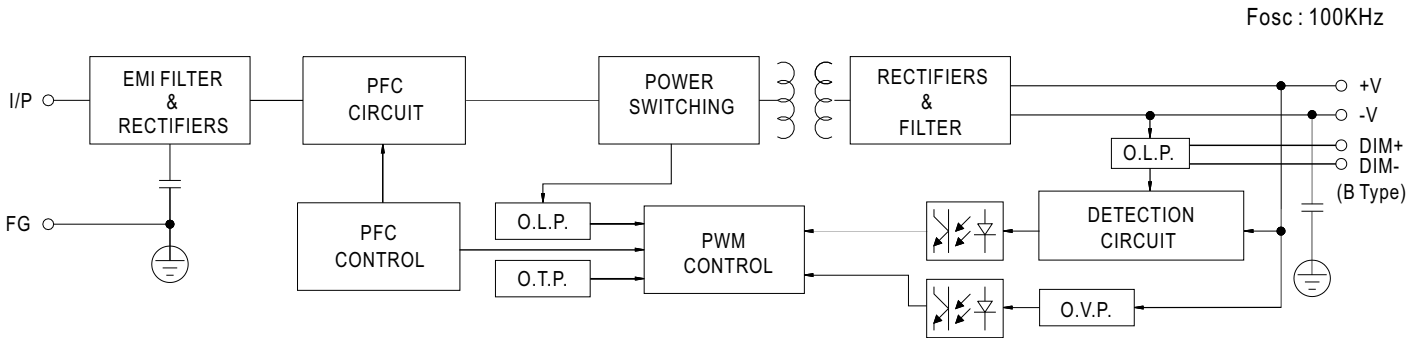 Fosc : 100KHz
I/P
EMI FILTER
&
RECTIFIERS
PFC
CIRCUIT
POWER
SWITCHING
RECTIFIERS
&
FILTER
+V
-V
O.L.P.
DIM+
DIM-
(B Type)
FG
PFC
CONTROL
O.L.P.
O.T.P.
PWM
CONTROL
DETECTION
CIRCUIT
O.V.P.